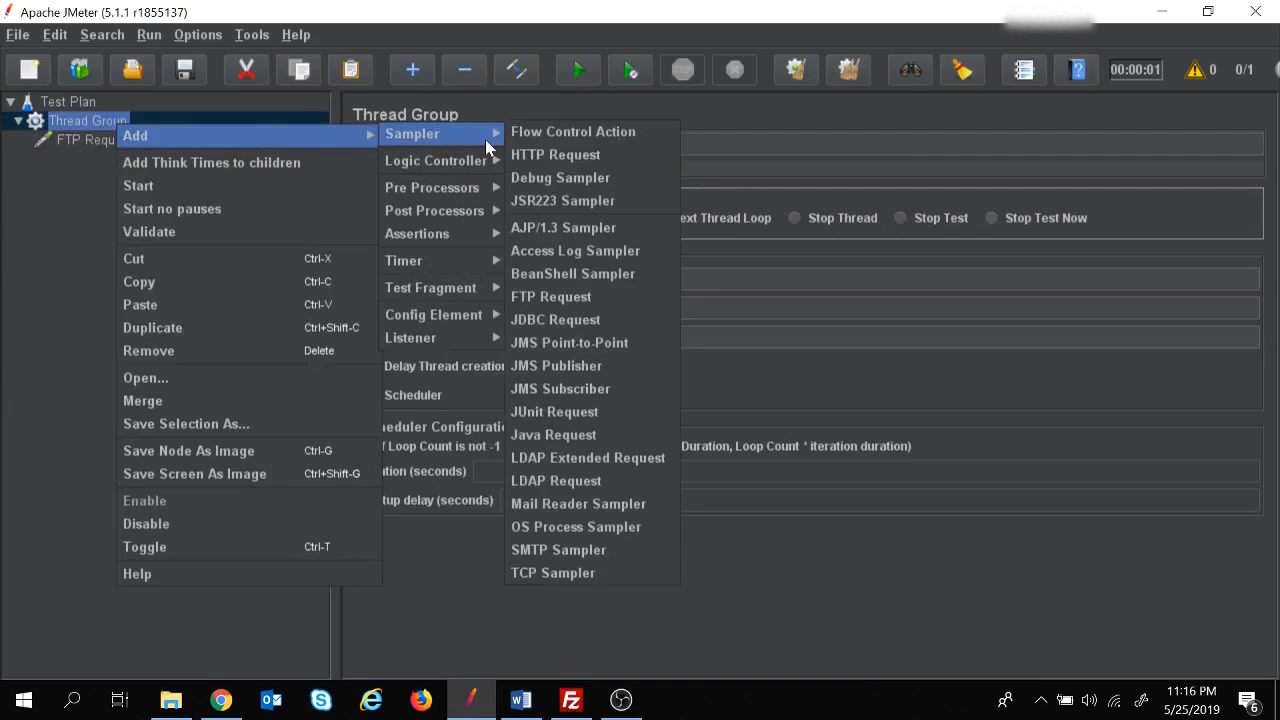 Apache JMeter (5.1.1 r1855137)
File Edit Search Run Options Tools Help
00:00:01 0 0/1
Test Plan
Thread Group
FTP Requ
Thread Group
Add
Add Think Times to children
Start
Start no pauses
Validate
Cut Ctrl-X
Copy Ctrl-C
Paste Ctrl-V
Duplicate Ctrl+Shift-C
Remove Delete
Open...
Merge
Save Selection As...
Save Node As Image Ctrl-G
Save Screen As Image Ctrl+Shift-G
Enable
Disable
Toggle Ctrl-T
Help
Sampler
Logic Controller
Pre Processors
Post Processors
Assertions
Timer
Test Fragment
Config Element
Listener
Flow Control Action
HTTP Request
Debug Sampler
JSR223 Sampler
AJP/1.3 Sampler
Access Log Sampler
BeanShell Sampler
FTP Request
JDBC Request
JMS Point-to-Point
JMS Publisher
JMS Subscriber
JUnit Request
Java Request
LDAP Extended Request
LDAP Request
Mail Reader Sampler
OS Process Sampler
SMTP Sampler
TCP Sampler
ext Thread Loop Stop Thread Stop Test Stop Test Now
Delay Thread creation
Scheduler
heduler Configuratio
f Loop Count is not -1 Duration, Loop Count * iteration duration)
tion (seconds)
tup delay (seconds)
11:16 PM
5/25/2019
6